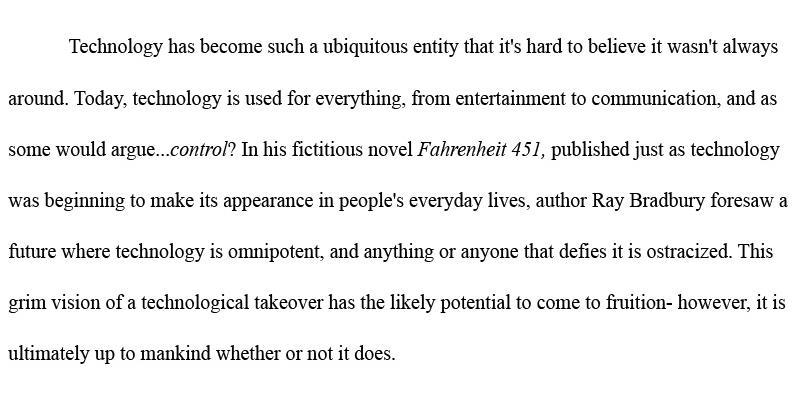 Technology has become such a ubiquitous entity that it's hard to believe it wasn't always
around. Today, technology is used for everything, from entertainment to communication, and as
some would argue...control? In his fictitious novel Fahrenheit 451, published just as technology
was beginning to make its appearance in people's everyday lives, author Ray Bradbury foresaw a
future where technology is omnipotent, and anything or anyone that defies it is ostracized. This
grim vision of a technological takeover has the likely potential to come to fruition- however, it is
ultimately up to mankind whether or not it does.